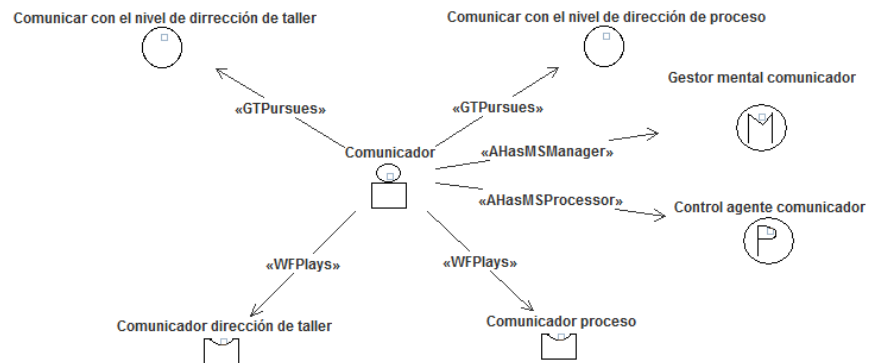 Comunicar con el nivel de dirrección de taller
Comunicar con el nivel de dirección de proceso
Gestor mental comunicador
M
«GTPursues»
«GTPursues»
Comunicador
«AHasMSManager»
«AHasMSProcessor»
Control agente comunicador
P
«WFPlays»
«WFPlays»
Comunicador dirección de taller
Comunicador proceso